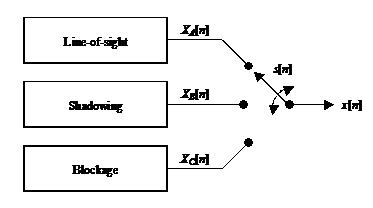 Line-of-sight
X_A[n]
s[n]
Shadowing
X_B[n]
x[n]
Blockage
X_C[n]